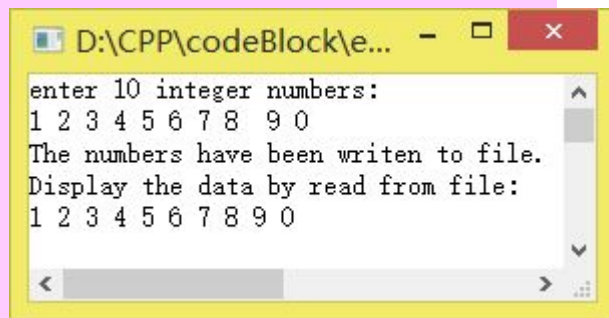 D:\CPP\codeBlock\e...
enter 10 integer numbers:
1 2 3 4 5 6 7 8  9 0
The numbers have been writen to file.
Display the data by read from file:
1 2 3 4 5 6 7 8 9 0